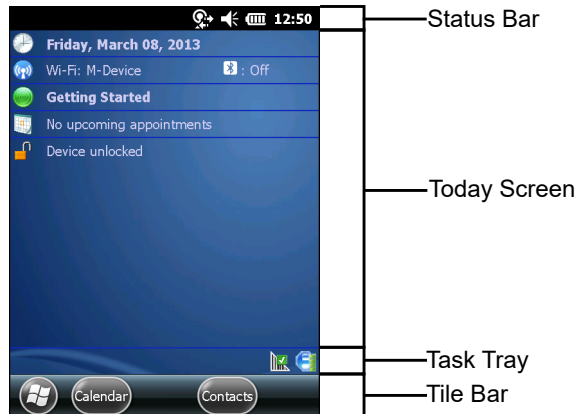 12:50
Status Bar
Friday, March 08, 2013
Wi-Fi: M-Device : Off
Getting Started
No upcoming appointments
Device unlocked
Today Screen
Task Tray
Calendar Contacts
Tile Bar